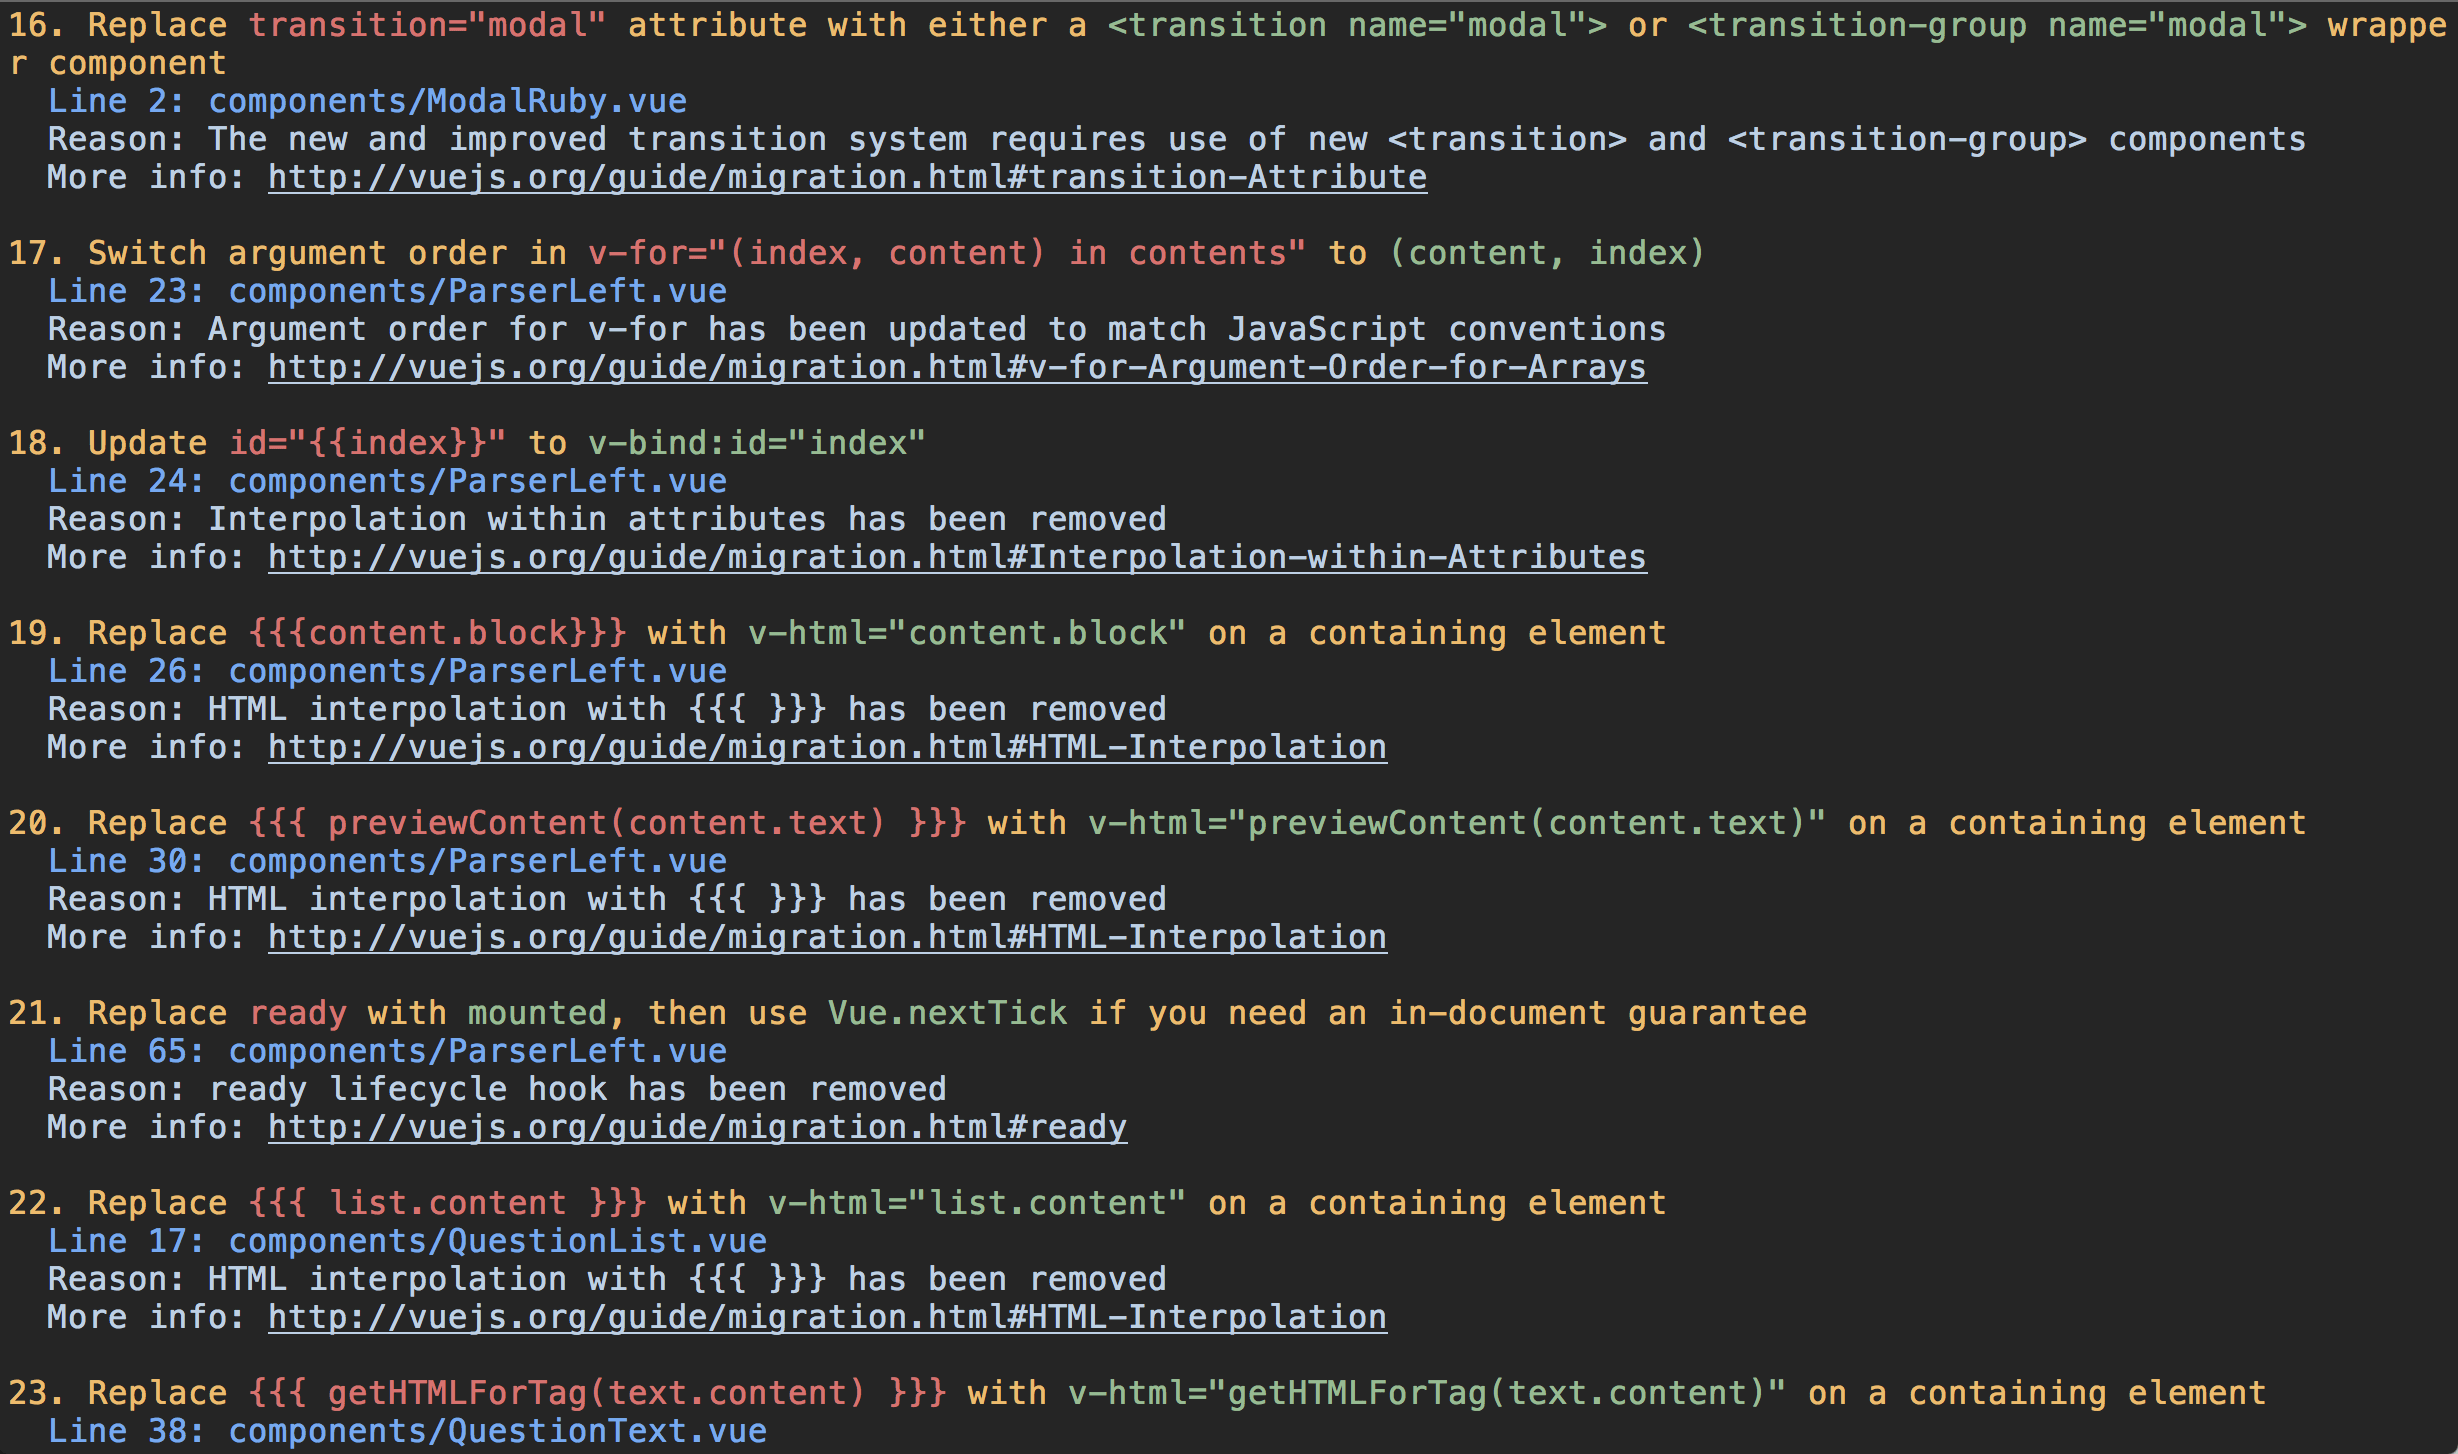 16. Replace transition="modal" attribute with either a <transition name="modal"> or <transition-group name="modal"> wrappe
r component
Line 2: components/ModalRuby.vue
Reason: The new and improved transition system requires use of new <transition> and <transition-group> components
More info: http://vuejs.org/guide/migration.html#transition-Attribute
17. Switch argument order in v-for="(index, content) in contents" to (content, index)
Line 23: components/ParserLeft.vue
Reason: Argument order for v-for has been updated to match JavaScript conventions
More info: http://vuejs.org/guide/migration.html#v-for-Argument-Order-for-Arrays
18. Update id="{{index}}" to v-bind:id="index"
Line 24: components/ParserLeft.vue
Reason: Interpolation within attributes has been removed
More info: http://vuejs.org/guide/migration.html#Interpolation-within-Attributes
19. Replace {{{content.block}}} with v-html="content.block" on a containing element
Line 26: components/ParserLeft.vue
Reason: HTML interpolation with {{{ }}} has been removed
More info: http://vuejs.org/guide/migration.html#HTML-Interpolation
20. Replace {{{ previewContent(content.text) }}} with v-html="previewContent(content.text)" on a containing element
Line 30: components/ParserLeft.vue
Reason: HTML interpolation with {{{ }}} has been removed
More info: http://vuejs.org/guide/migration.html#HTML-Interpolation
21. Replace ready with mounted, then use Vue.nextTick if you need an in-document guarantee
Line 65: components/ParserLeft.vue
Reason: ready lifecycle hook has been removed
More info: http://vuejs.org/guide/migration.html#ready
22. Replace {{{ list.content }}} with v-html="list.content" on a containing element
Line 17: components/QuestionList.vue
Reason: HTML interpolation with {{{ }}} has been removed
More info: http://vuejs.org/guide/migration.html#HTML-Interpolation
23. Replace {{{ getHTMLForTag(text.content) }}} with v-html="getHTMLForTag(text.content)" on a containing element
Line 38: components/QuestionText.vue